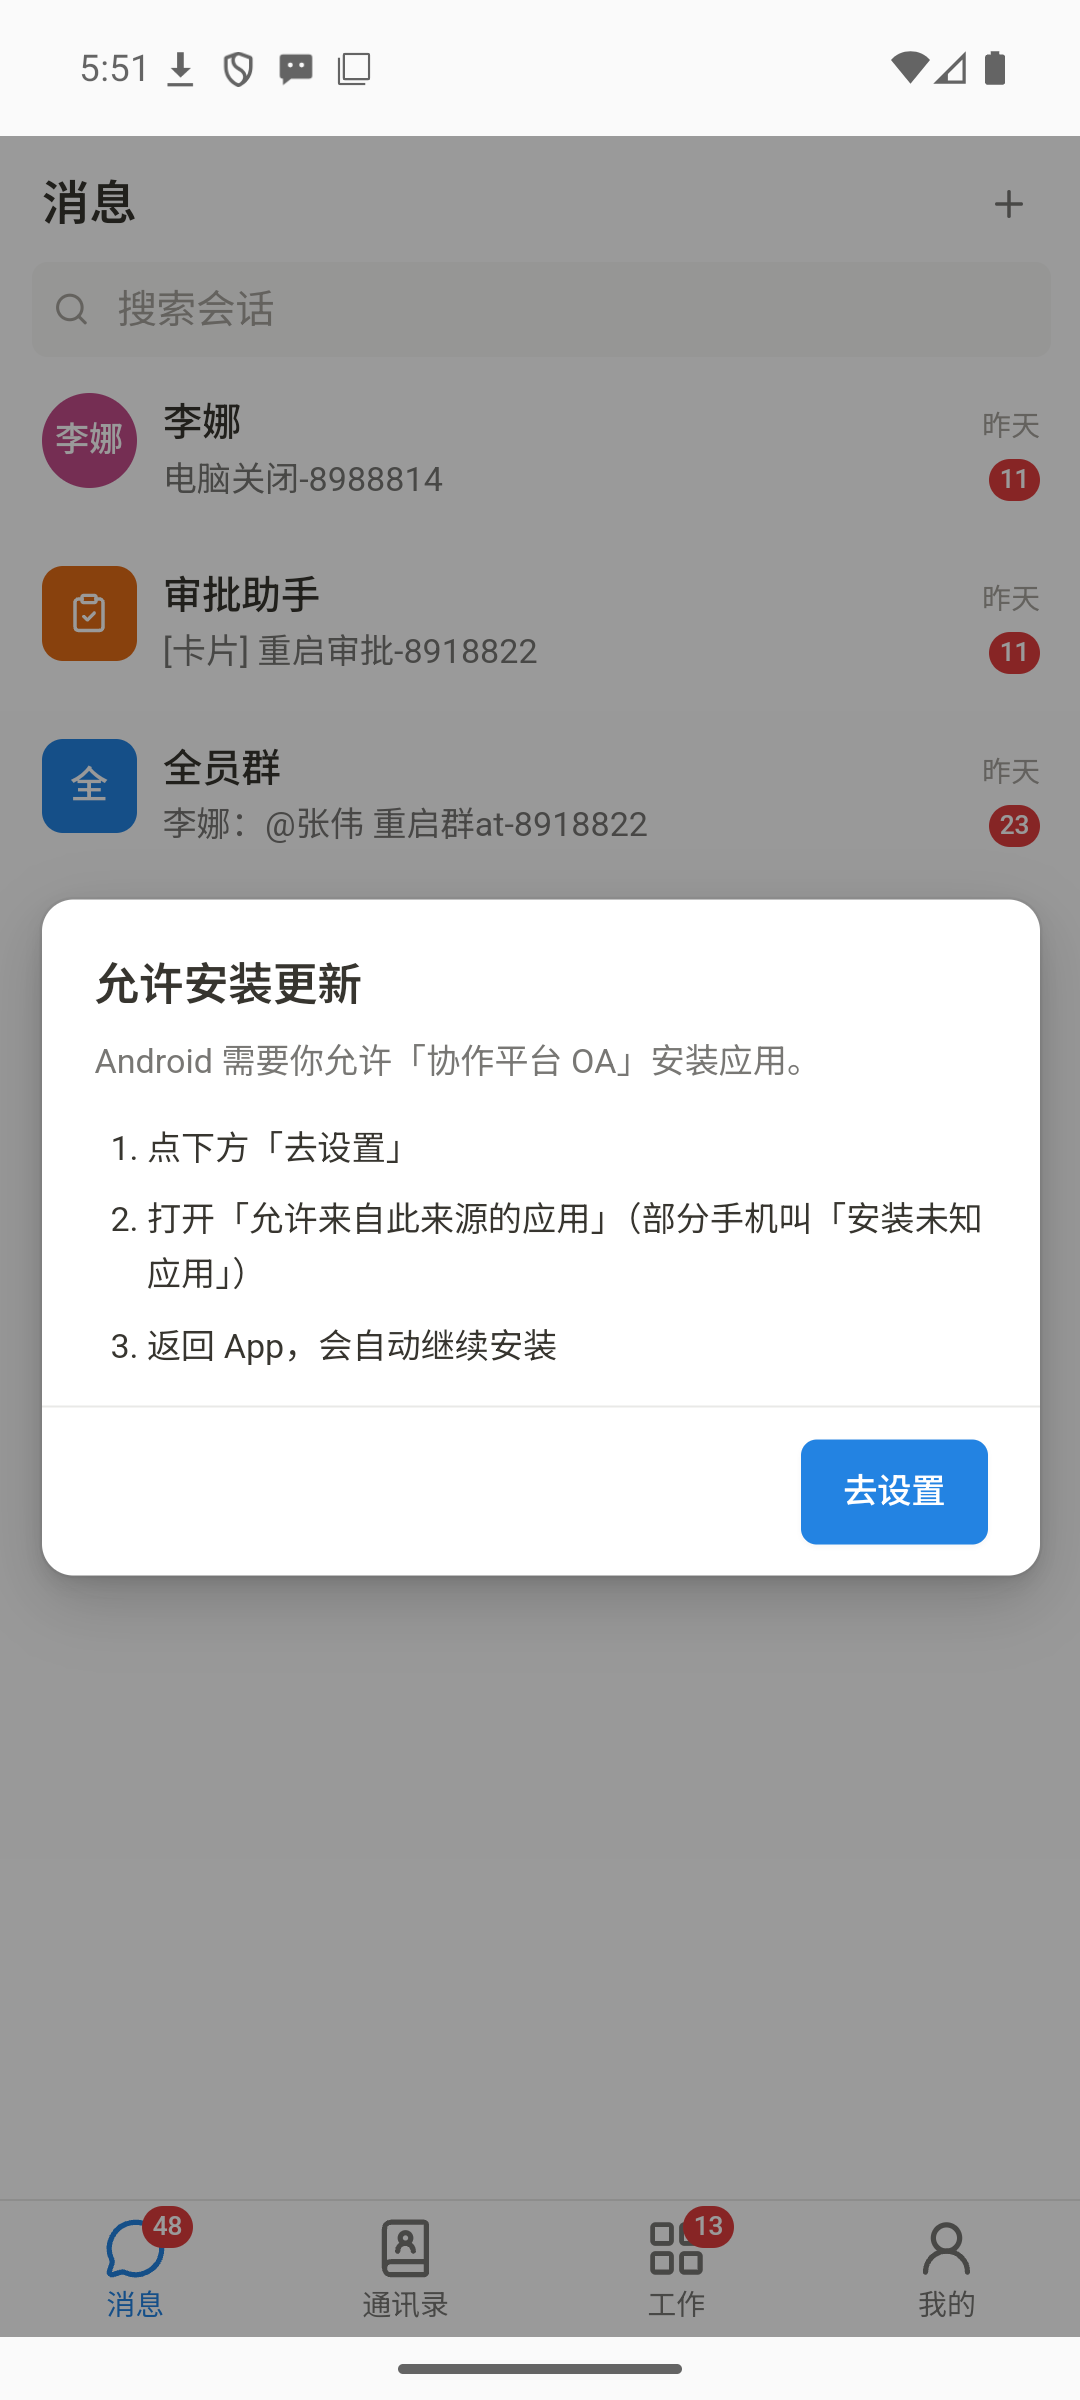 5:51
消息
搜索会话
李娜
李娜
昨天
电脑关闭-8988814
11
审批助手
昨天
[卡片] 重启审批-8918822
11
全
全员群
昨天
李娜：@张伟 重启群at-8918822
23
允许安装更新
Android 需要你允许「协作平台 OA」安装应用。
1. 点下方「去设置」
2. 打开「允许来自此来源的应用」（部分手机叫「安装未知
应用」）
3. 返回 App，会自动继续安装
去设置
48
13
消息
通讯录
工作
我的